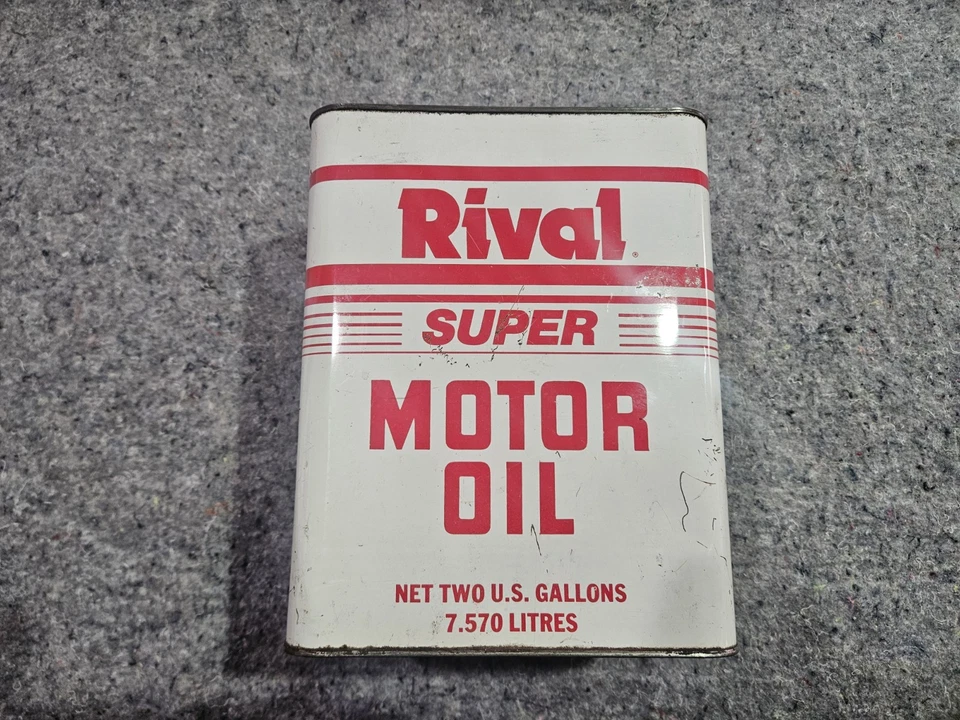 Rival®
SUPER
MOTOR
OIL
NET TWO U.S. GALLONS
7.570 LITRES